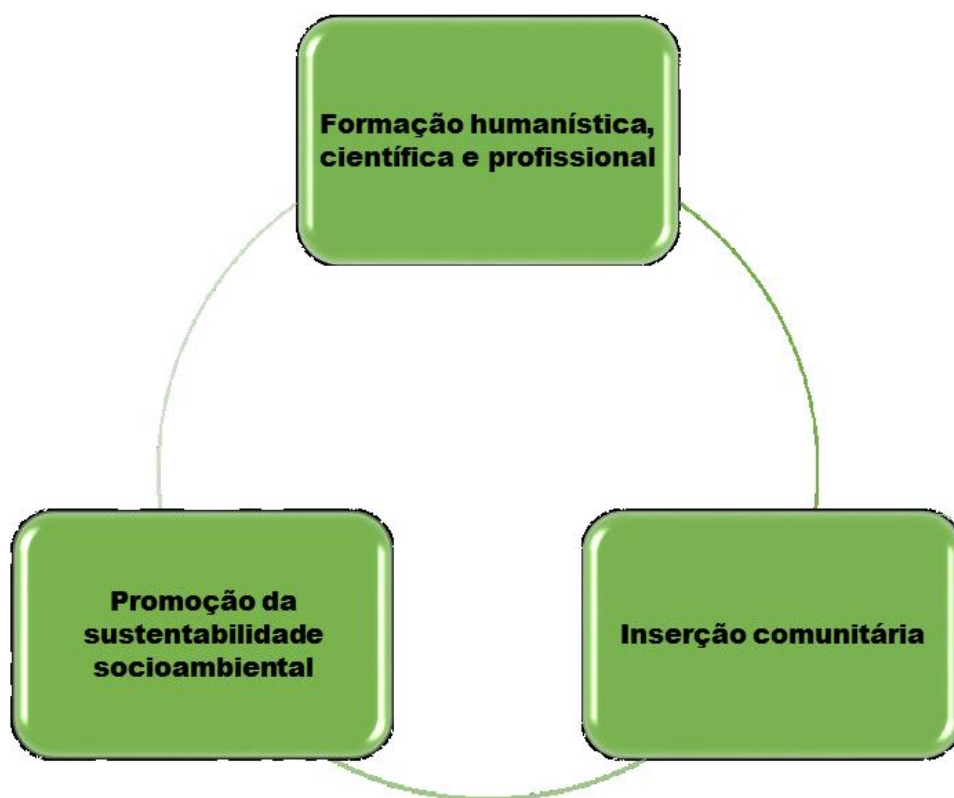 Formação humanística,
científica e profissional
Promoção da
sustentabilidade
socioambiental
Inserção comunitária